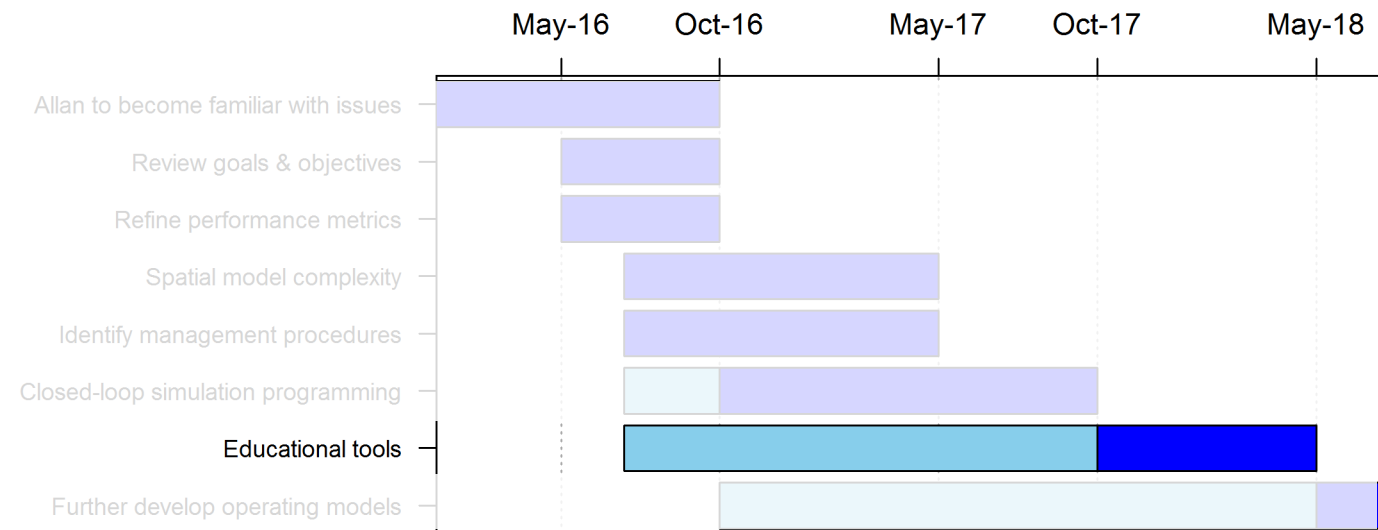 May-16 Oct-16 May-17 Oct-17 May-18
Allan to become familiar with issues
Review goals & objectives
Refine performance metrics
Spatial model complexity
Identify management procedures
Closed-loop simulation programming
Educational tools
Further develop operating models